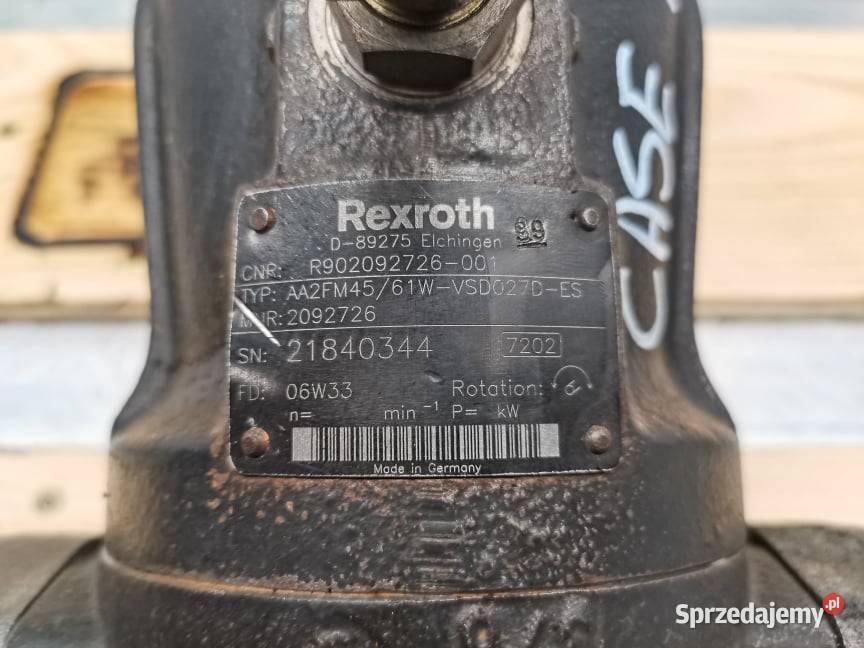 Rexroth
D-89275 Elchingen 99
CNR: R902092726-001
TYP: AA2FM45/61W-VSD027D-ES
MNR: 2092726
SN: 21840344 7202
FD: 06W33 Rotation:
n= min⁻¹ P= kW
Made in Germany
CASE
Sprzedajemy.pl